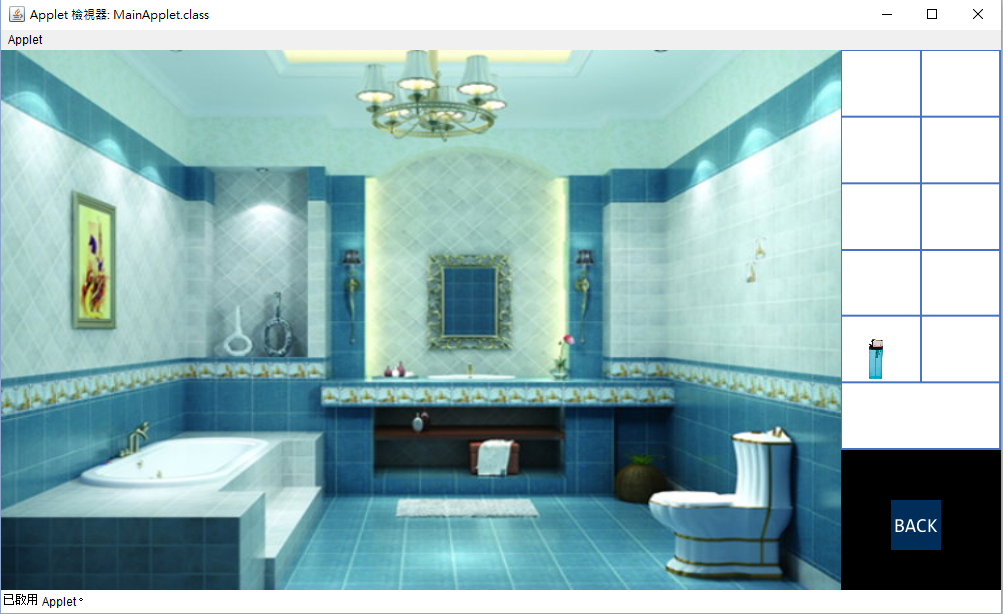 Applet 檢視器: MainApplet.class
Applet
BACK
已啟用 Applet。